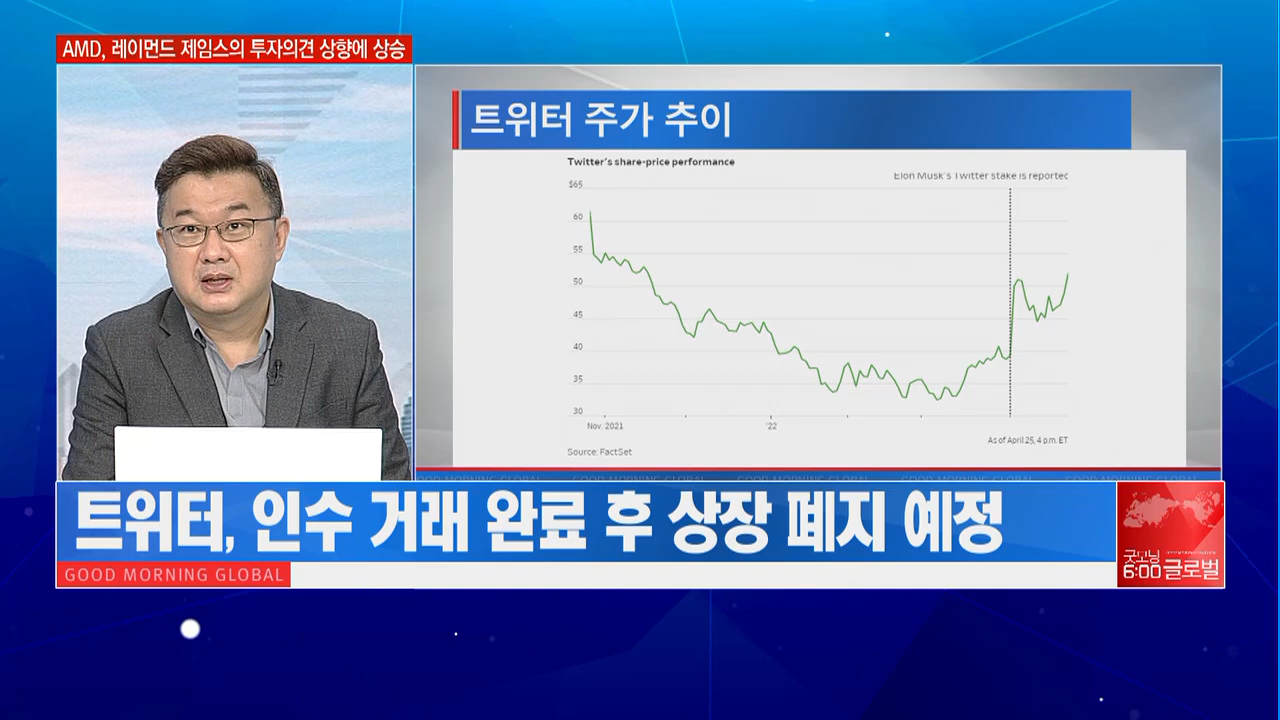 AMD, 레이먼드 제임스의 투자의견 상향에 상승
트위터 주가 추이
Twitter's share-price performance
Elon Musk's Twitter stake is reported
$65
60
55
50
45
40
35
30
Nov. 2021
'22
As of April 25, 4 p.m. ET
Source: FactSet
트위터, 인수 거래 완료 후 상장 폐지 예정
GOOD MORNING GLOBAL
굿모닝
6:00 글로벌